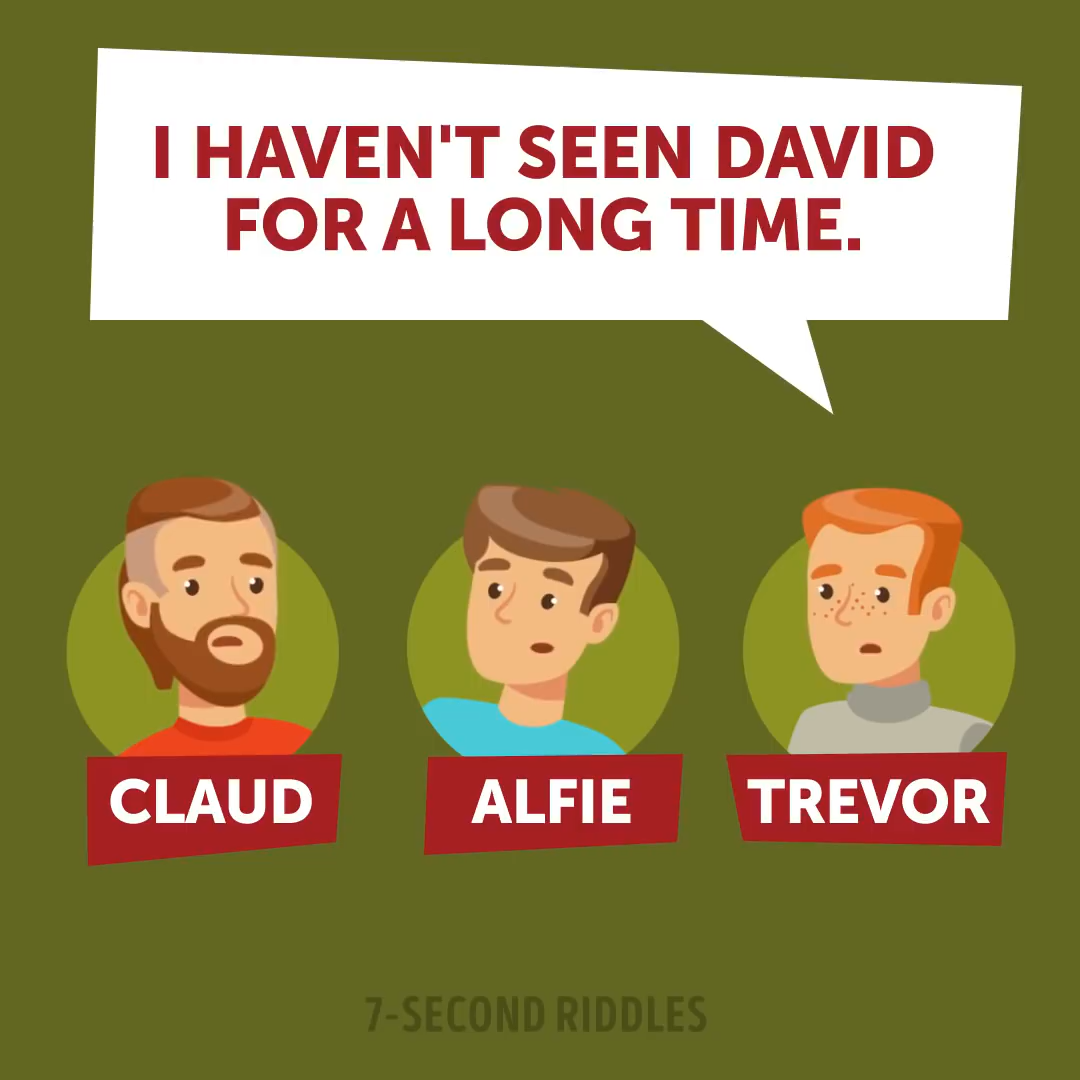 I HAVEN'T SEEN DAVID
FOR A LONG TIME.
CLAUD
ALFIE
TREVOR
7-SECOND RIDDLES